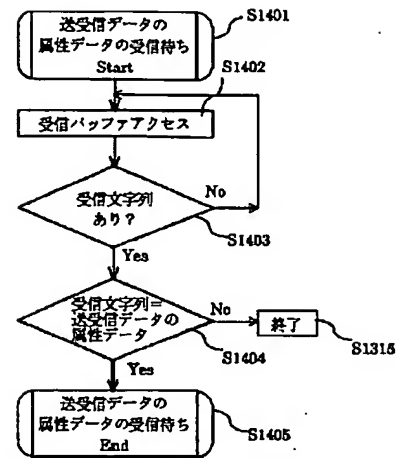 S1401
送受信データの
属性データの受信待ち
Start
S1402
受信バッファアクセス
受信文字列
あり?
No
S1403
Yes
受信文字列=
送受信データの
属性データ
No
終了
S1404
S1315
Yes
送受信データの
属性データの受信待ち
End
S1405